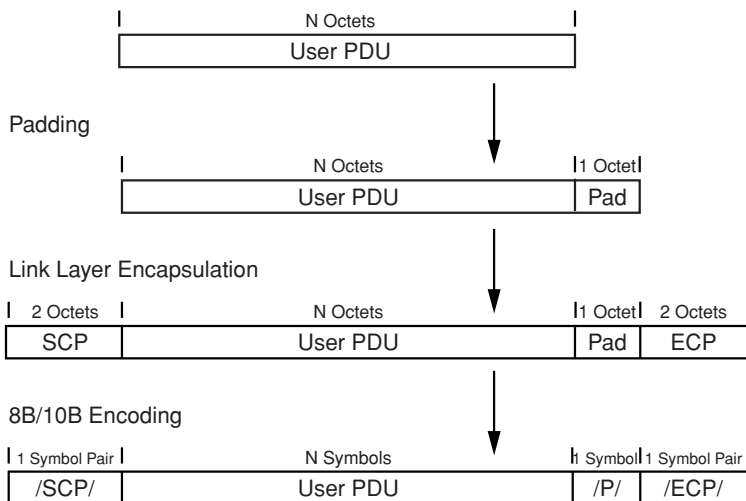 N Octets
User PDU
Padding
N Octets 1 Octet
User PDU Pad
Link Layer Encapsulation
2 Octets N Octets 1 Octet 2 Octets
SCP User PDU Pad ECP
8B/10B Encoding
1 Symbol Pair N Symbols 1 Symbol 1 Symbol Pair
/SCP/ User PDU /P/ /ECP/